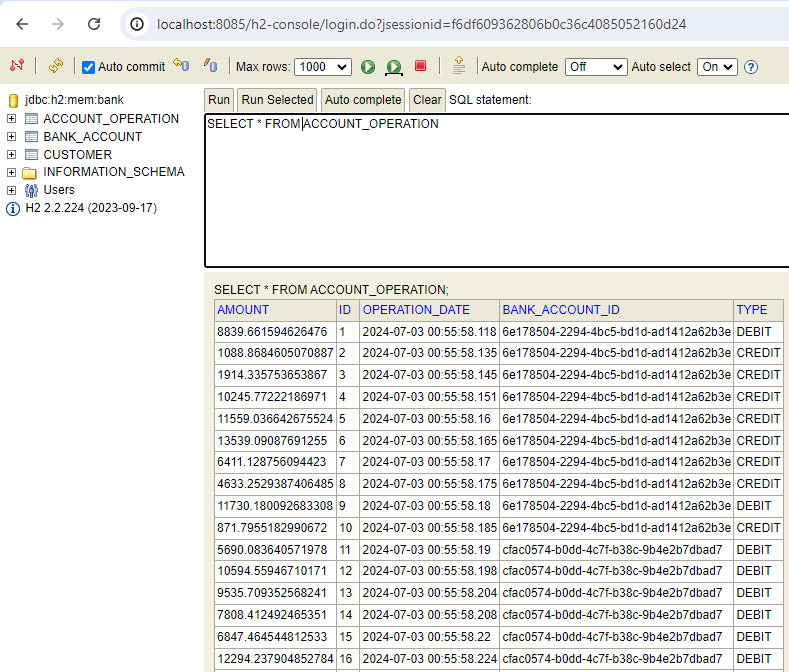 localhost:8085/h2-console/login.do?jsessionid=f6df609362806b0c36c4085052160d24
Auto commit Max rows: 1000 Auto complete Off Auto select On
jdbc:h2:mem:bank
ACCOUNT_OPERATION
BANK_ACCOUNT
CUSTOMER
INFORMATION_SCHEMA
Users
H2 2.2.224 (2023-09-17)
Run Run Selected Auto complete Clear SQL statement:
SELECT * FROM ACCOUNT_OPERATION
SELECT * FROM ACCOUNT_OPERATION;
AMOUNT ID OPERATION_DATE BANK_ACCOUNT_ID TYPE
8839.661594626476 1 2024-07-03 00:55:58.118 6e178504-2294-4bc5-bd1d-ad1412a62b3e DEBIT
1088.8684605070887 2 2024-07-03 00:55:58.135 6e178504-2294-4bc5-bd1d-ad1412a62b3e CREDIT
1914.335753653867 3 2024-07-03 00:55:58.145 6e178504-2294-4bc5-bd1d-ad1412a62b3e CREDIT
10245.77222186971 4 2024-07-03 00:55:58.151 6e178504-2294-4bc5-bd1d-ad1412a62b3e CREDIT
11559.036642675524 5 2024-07-03 00:55:58.16 6e178504-2294-4bc5-bd1d-ad1412a62b3e CREDIT
13539.09087691255 6 2024-07-03 00:55:58.165 6e178504-2294-4bc5-bd1d-ad1412a62b3e CREDIT
6411.128756094423 7 2024-07-03 00:55:58.17 6e178504-2294-4bc5-bd1d-ad1412a62b3e CREDIT
4633.2529387406485 8 2024-07-03 00:55:58.175 6e178504-2294-4bc5-bd1d-ad1412a62b3e CREDIT
11730.180092683308 9 2024-07-03 00:55:58.18 6e178504-2294-4bc5-bd1d-ad1412a62b3e DEBIT
871.7955182990672 10 2024-07-03 00:55:58.185 6e178504-2294-4bc5-bd1d-ad1412a62b3e CREDIT
5690.083640571978 11 2024-07-03 00:55:58.19 cfac0574-b0dd-4c7f-b38c-9b4e2b7dbad7 DEBIT
10594.55946710171 12 2024-07-03 00:55:58.198 cfac0574-b0dd-4c7f-b38c-9b4e2b7dbad7 DEBIT
9535.709352568241 13 2024-07-03 00:55:58.204 cfac0574-b0dd-4c7f-b38c-9b4e2b7dbad7 DEBIT
7808.412492465351 14 2024-07-03 00:55:58.208 cfac0574-b0dd-4c7f-b38c-9b4e2b7dbad7 DEBIT
6847.464544812533 15 2024-07-03 00:55:58.22 cfac0574-b0dd-4c7f-b38c-9b4e2b7dbad7 DEBIT
12294.237904852784 16 2024-07-03 00:55:58.224 cfac0574-b0dd-4c7f-b38c-9b4e2b7dbad7 DEBIT